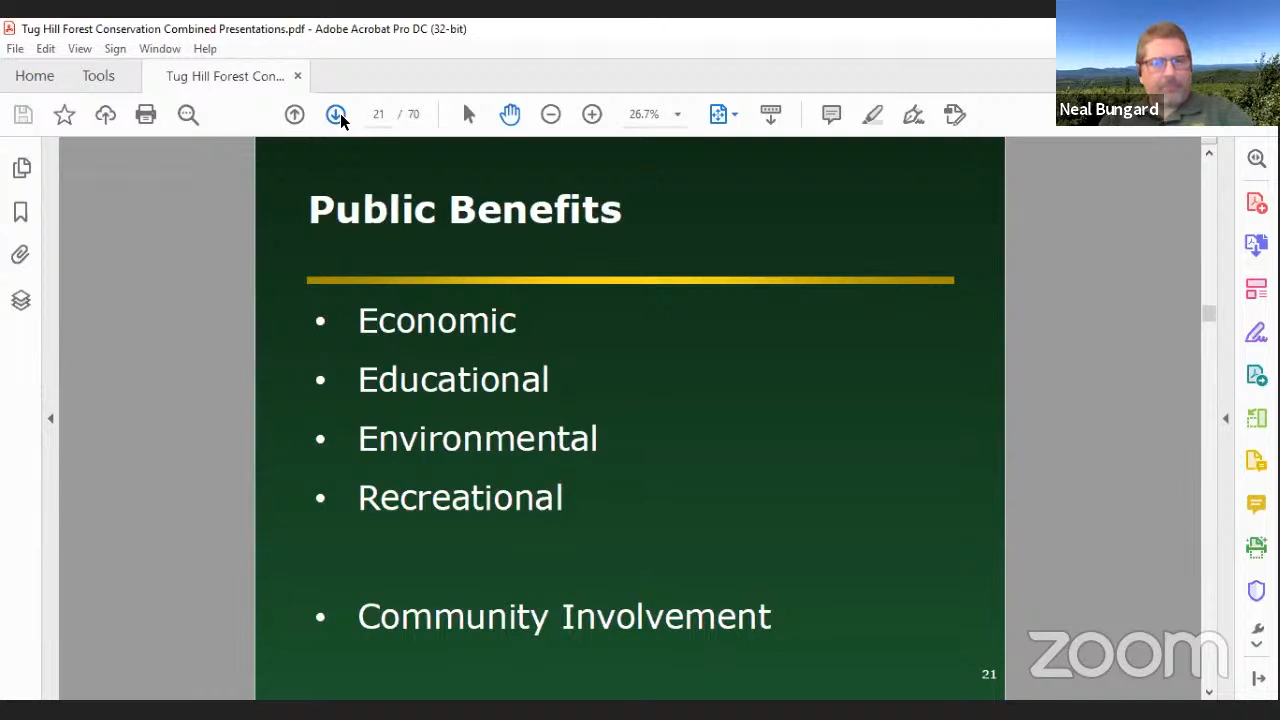 Tug Hill Forest Conservation Combined Presentations.pdf - Adobe Acrobat Pro DC (32-bit)
File Edit View Sign Window Help
Home Tools Tug Hill Forest Con... ×
21 / 70 26.7%
Neal Bungard
Public Benefits
• Economic
• Educational
• Environmental
• Recreational
• Community Involvement
21
zoom